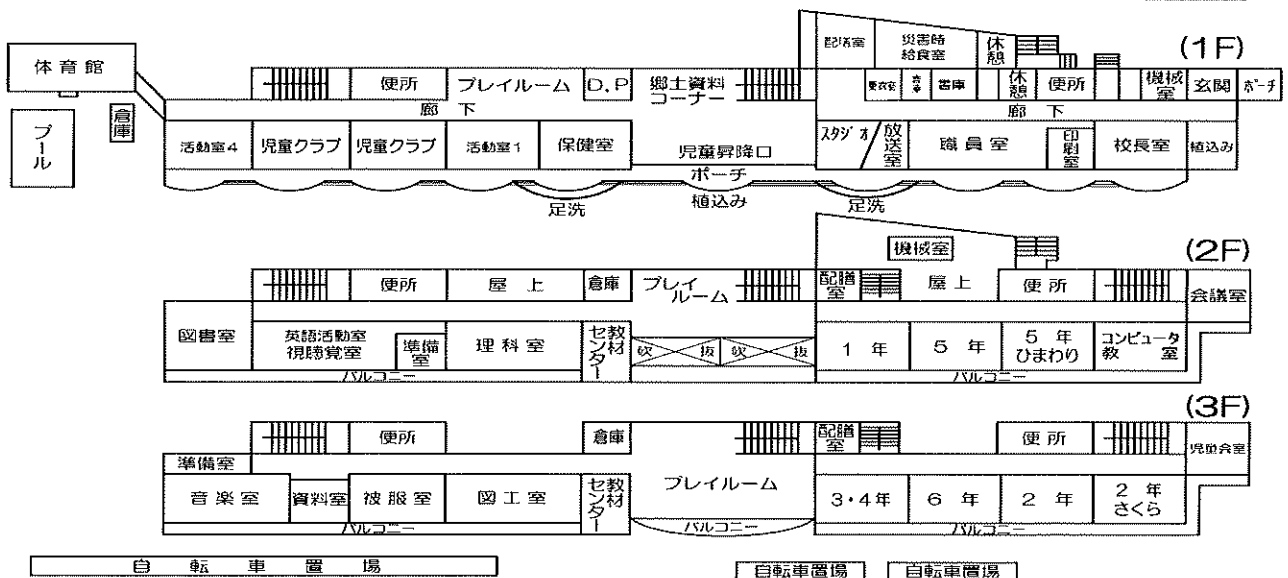 (1F)
体育館
プール
倉庫
配膳室
災害時
給食室
休憩
便所
プレイルーム
D.P
郷土資料
コーナー
更衣室
書庫
休憩
便所
機械室
玄関
ポーチ
廊下
廊下
活動室4
児童クラブ
児童クラブ
活動室1
保健室
児童昇降口
スタジオ
放送室
職員室
印刷室
校長室
植込み
ポーチ
足洗
植込み
足洗
(2F)
機械室
便所
屋上
倉庫
プレイ
ルーム
配膳室
屋上
便所
会議室
図書室
英語活動室
視聴覚室
準備室
理科室
教材
センター
吹抜
吹抜
1年
5年
5年
ひまわり
コンピュータ
教室
バルコニー
バルコニー
(3F)
便所
倉庫
配膳室
便所
児童会室
準備室
音楽室
資料室
被服室
図工室
教材
センター
プレイルーム
3・4年
6年
2年
2年
さくら
バルコニー
バルコニー
バルコニー
自転車置場
自転車置場
自転車置場